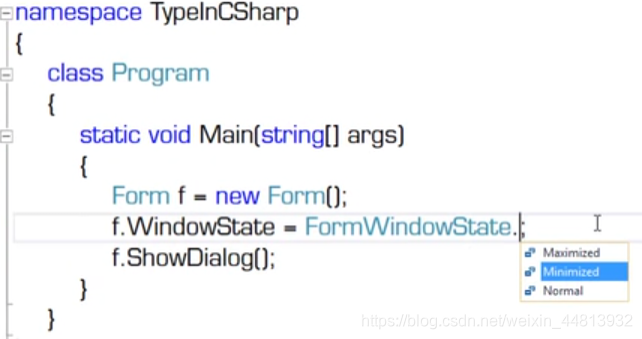 namespace TypeInCSharp
{
class Program
{
static void Main(string[] args)
{
Form f = new Form();
f.WindowState = FormWindowState.;
f.ShowDialog();
Maximized
Minimized
Normal
}
}
https://blog.csdn.net/weixin_44813932